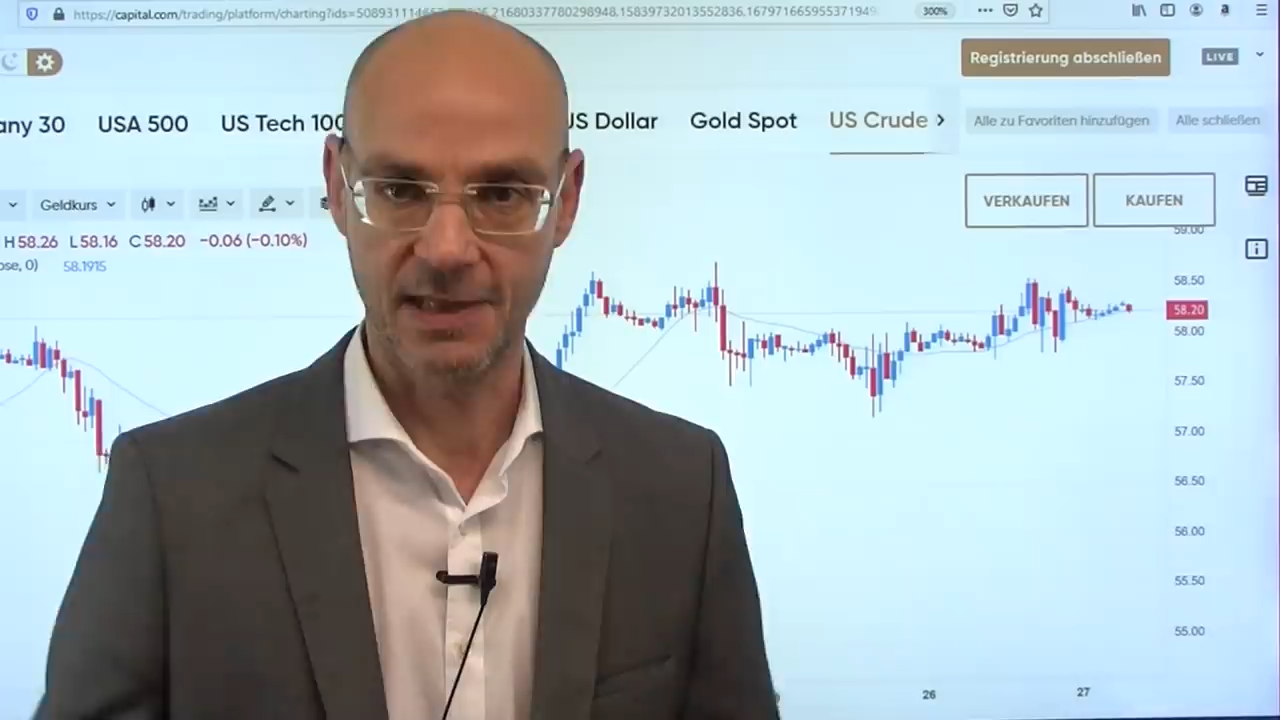 https://capital.com/trading/platform/charting?ids=
300%
Registrierung abschließen
LIVE
any 30 USA 500 US Tech 100 US Dollar Gold Spot US Crude
Alle zu Favoriten hinzufügen Alle schließen
Geldkurs
VERKAUFEN KAUFEN
H58.26 L58.16 C58.20 −0.06 (−0.10%)
ose, 0) 58.1915
59.00
58.50
58.20
58.00
57.50
57.00
56.50
56.00
55.50
55.00
26 27